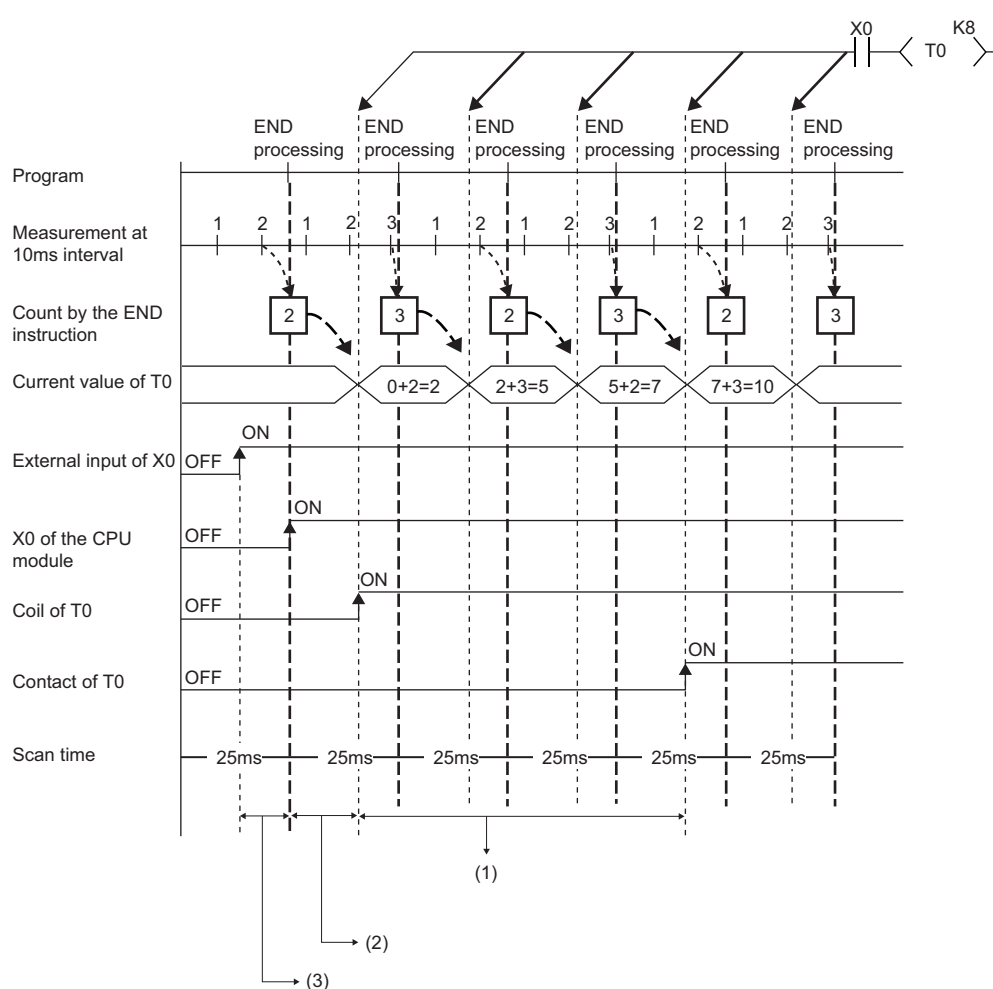 X0 K8
T0
END processing END processing END processing END processing END processing END processing
Program
1 2 1 2 3 1 2 1 2 3 1 2 1 2 3
Measurement at
10ms interval
Count by the END
instruction
2 3 2 3 2 3
Current value of T0 0+2=2 2+3=5 5+2=7 7+3=10
ON
External input of X0 OFF
ON
X0 of the CPU
module
OFF
ON
Coil of T0 OFF
ON
Contact of T0 OFF
Scan time 25ms 25ms 25ms 25ms 25ms 25ms
(1)
(2)
(3)